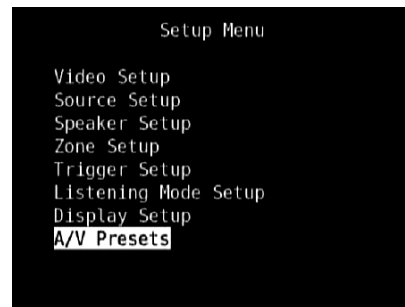 Setup Menu
Video Setup
Source Setup
Speaker Setup
Zone Setup
Trigger Setup
Listening Mode Setup
Display Setup
A/V Presets